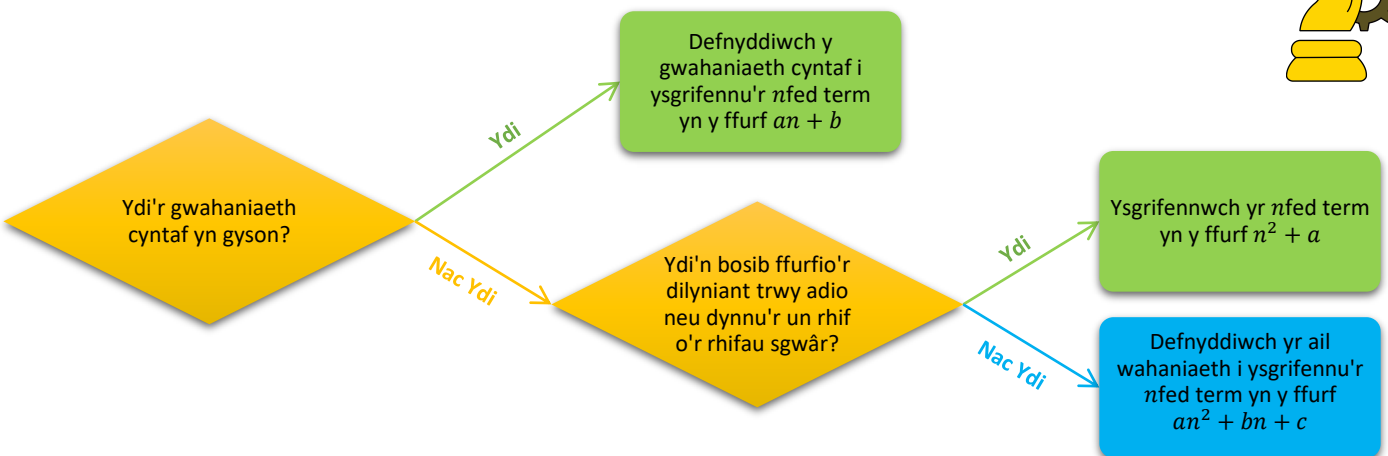 Defnyddiwch y
gwahaniaeth cyntaf i
ysgrifennu'r nfed term
yn y ffurf an + b
Ydi
Ydi'r gwahaniaeth
cyntaf yn gyson?
Nac Ydi
Ydi'n bosib ffurfio'r
dilyniant trwy adio
neu dynnu'r un rhif
o'r rhifau sgwâr?
Ydi
Ysgrifennwch yr nfed term
yn y ffurf n² + a
Nac Ydi
Defnyddiwch yr ail
wahaniaeth i ysgrifennu'r
nfed term yn y ffurf
an² + bn + c